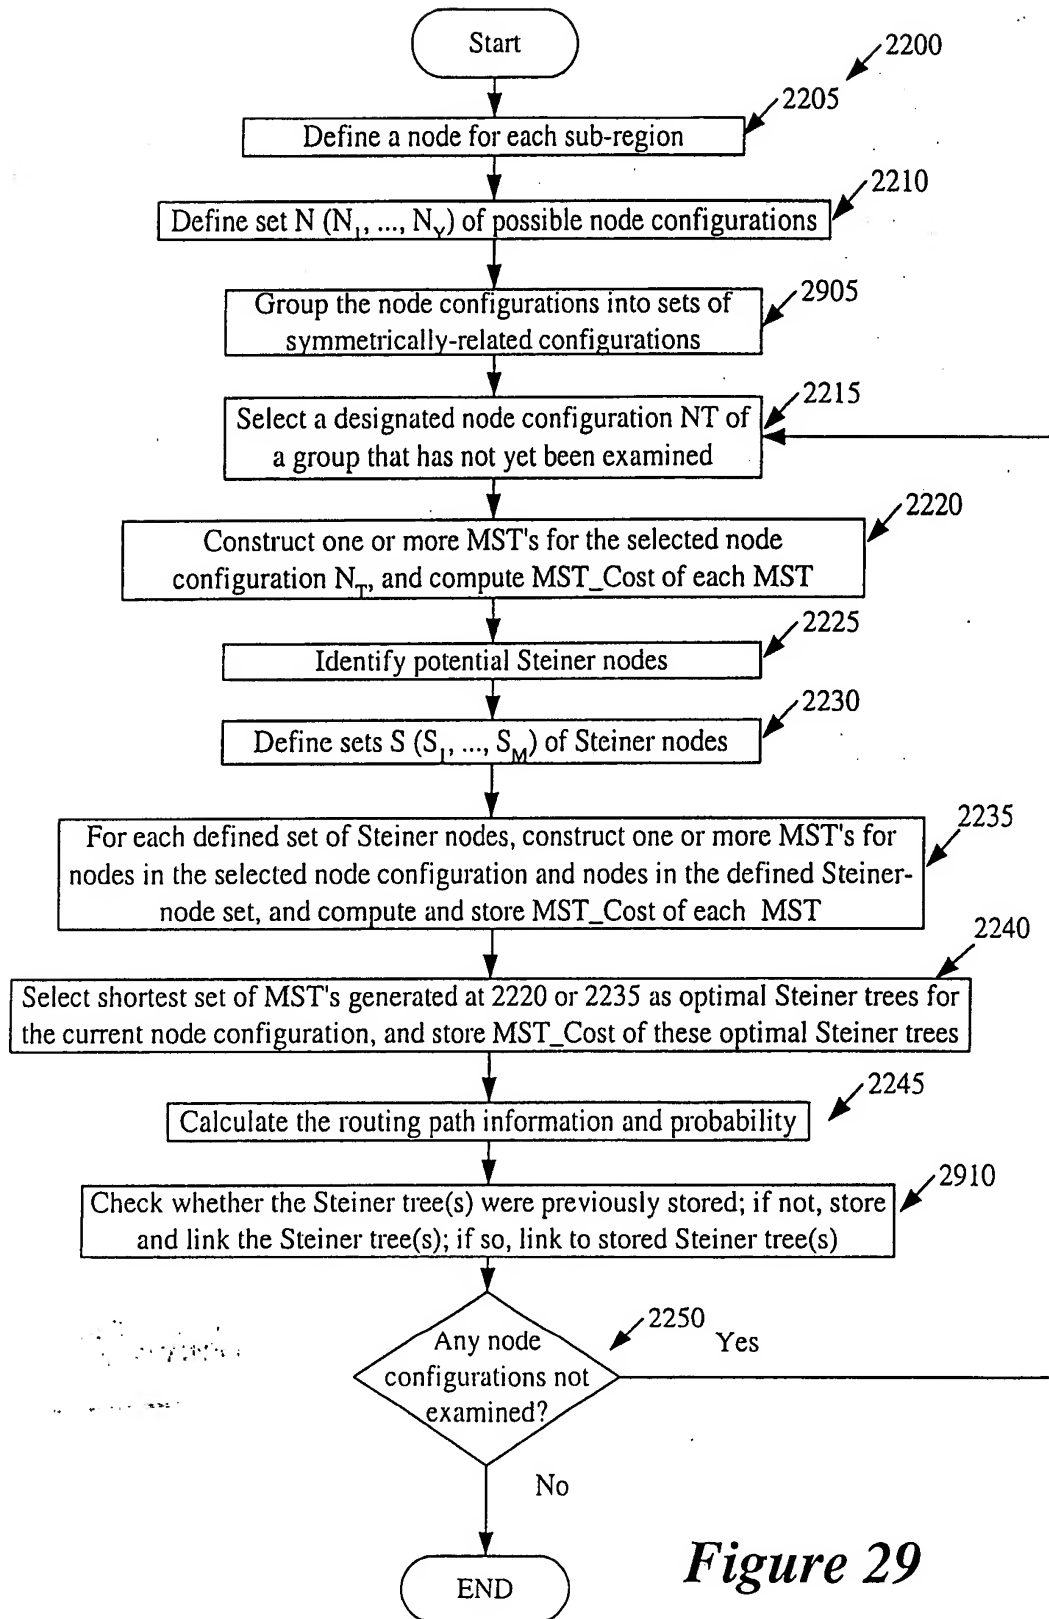 Start
2200
2205
Define a node for each sub-region
2210
Define set N (N1, ..., NY) of possible node configurations
2905
Group the node configurations into sets of
symmetrically-related configurations
2215
Select a designated node configuration NT of
a group that has not yet been examined
2220
Construct one or more MST's for the selected node
configuration NT, and compute MST_Cost of each MST
2225
Identify potential Steiner nodes
2230
Define sets S (S1, ..., SM) of Steiner nodes
2235
For each defined set of Steiner nodes, construct one or more MST's for
nodes in the selected node configuration and nodes in the defined Steiner-
node set, and compute and store MST_Cost of each MST
2240
Select shortest set of MST's generated at 2220 or 2235 as optimal Steiner trees for
the current node configuration, and store MST_Cost of these optimal Steiner trees
2245
Calculate the routing path information and probability
2910
Check whether the Steiner tree(s) were previously stored; if not, store
and link the Steiner tree(s); if so, link to stored Steiner tree(s)
2250
Any node
configurations not
examined?
Yes
No
END
Figure 29